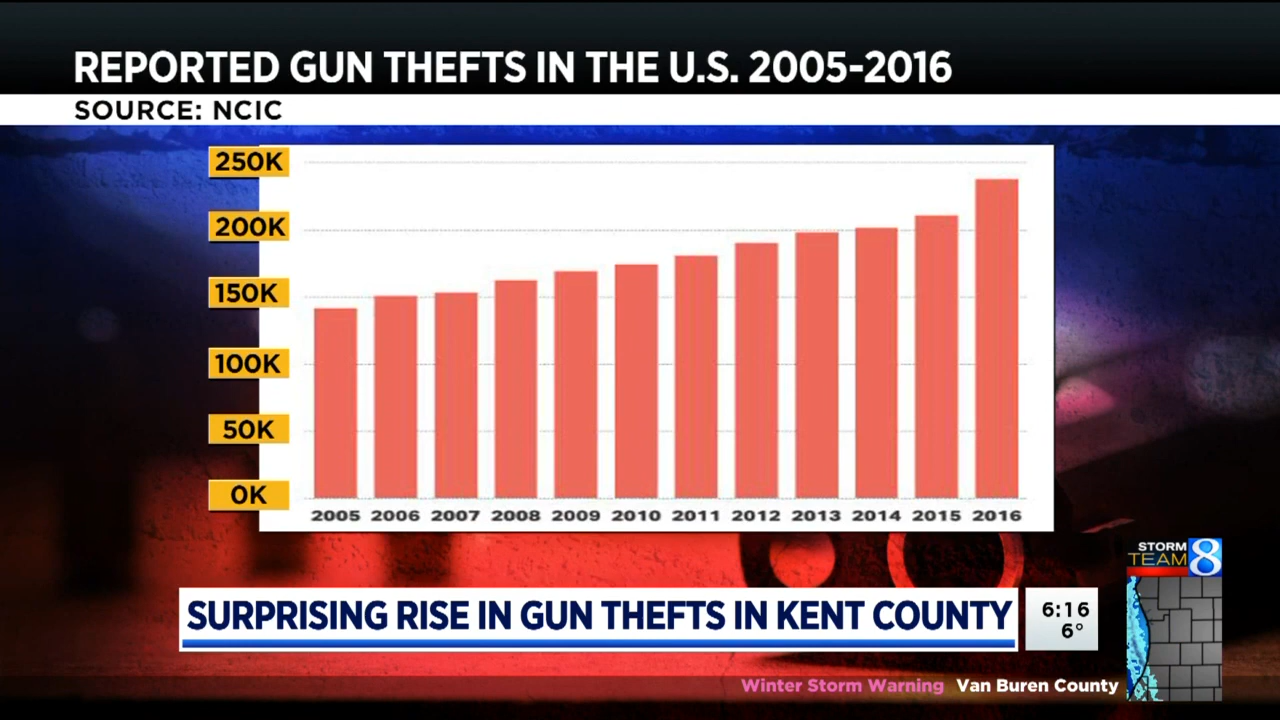 REPORTED GUN THEFTS IN THE U.S. 2005-2016
SOURCE: NCIC
250K
200K
150K
100K
50K
0K
2005 2006 2007 2008 2009 2010 2011 2012 2013 2014 2015 2016
STORM
TEAM 8
SURPRISING RISE IN GUN THEFTS IN KENT COUNTY
6:16
6°
Winter Storm Warning Van Buren County